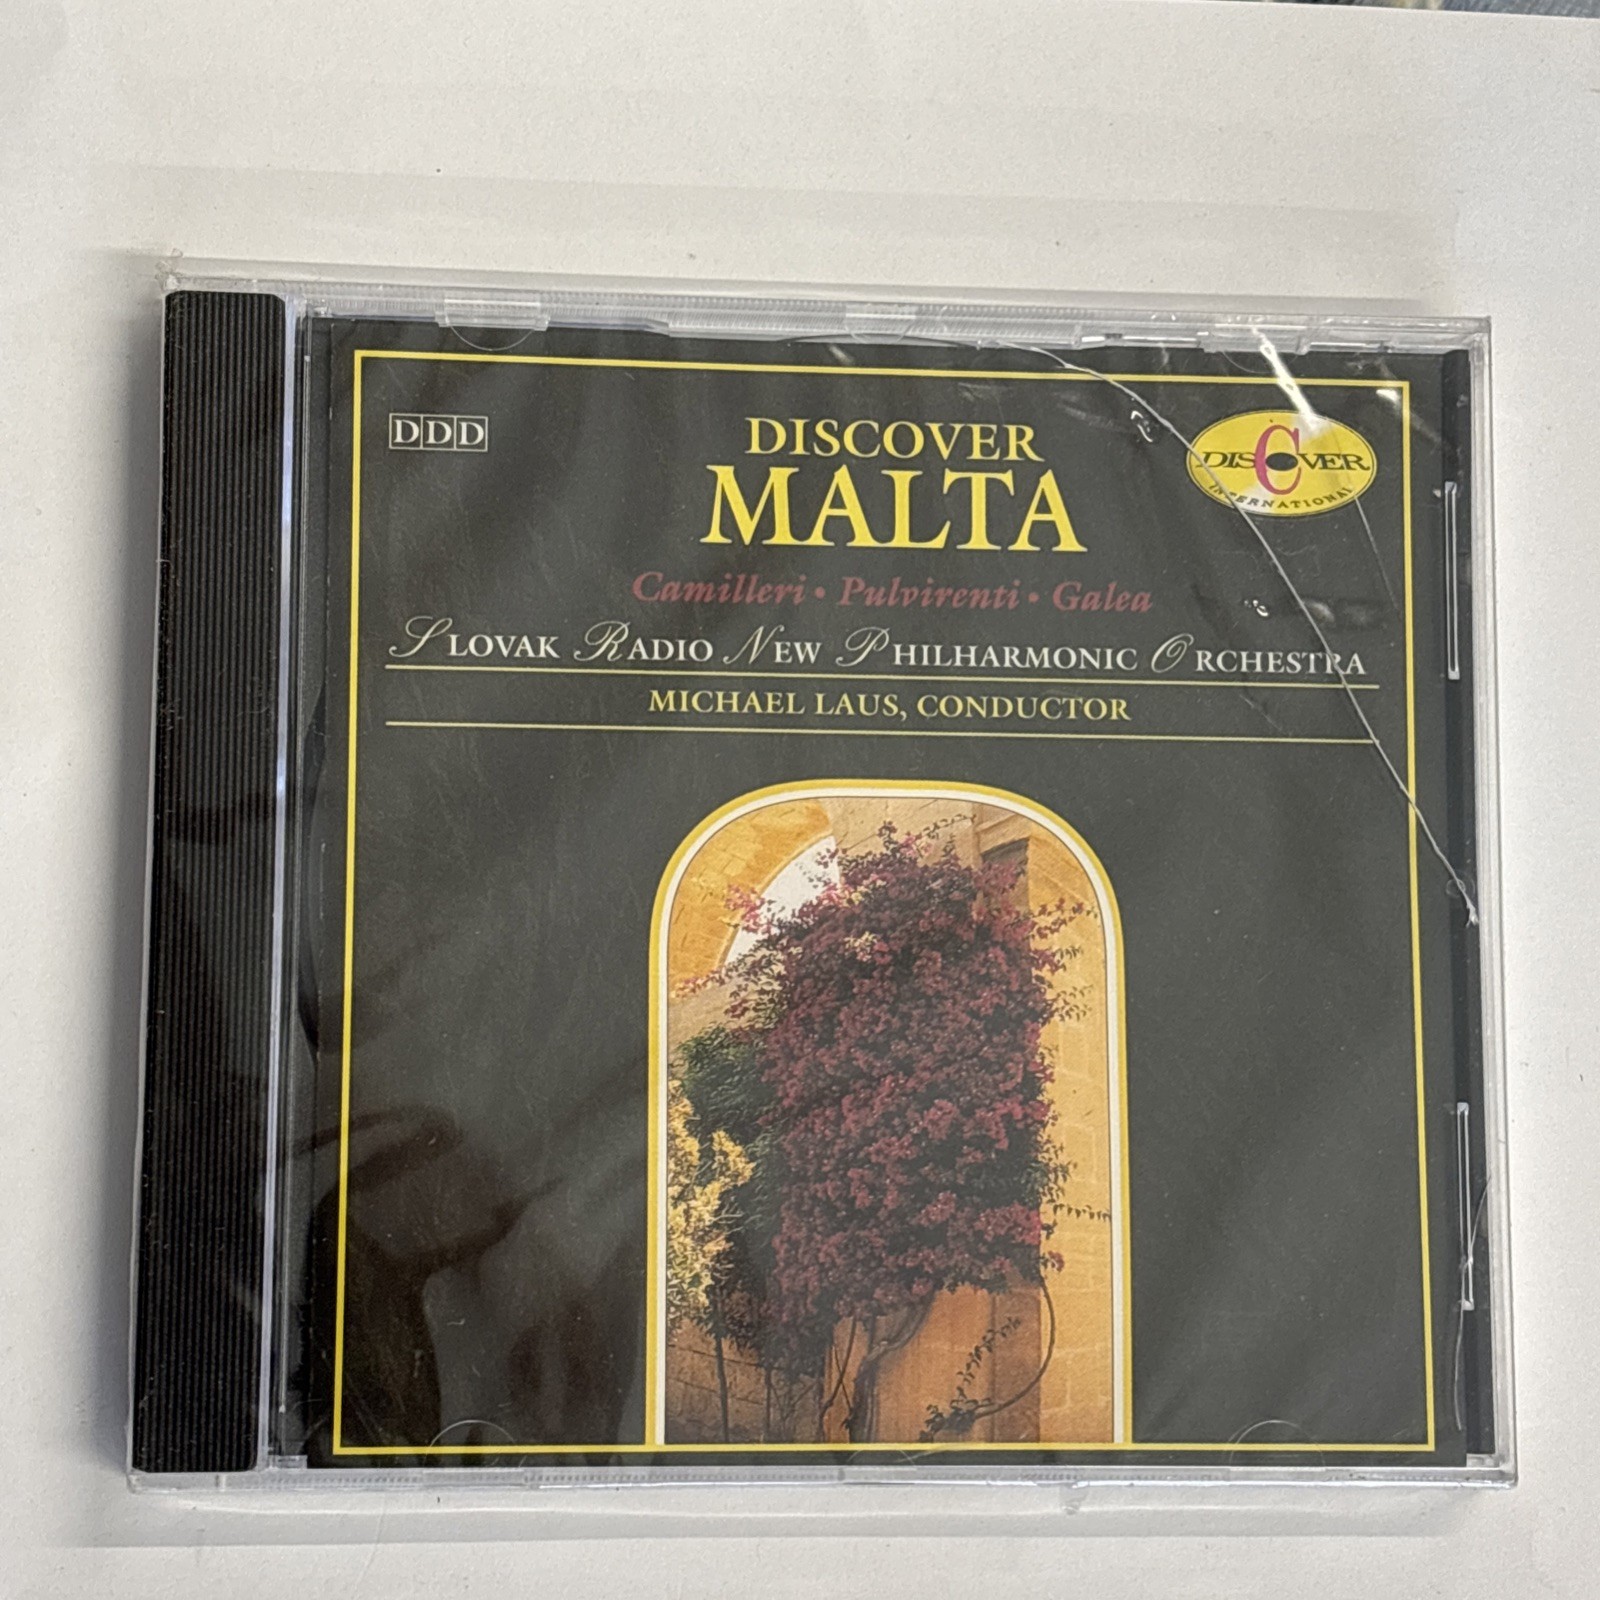 DDD
DISCOVER
MALTA
DISCOVER
INTERNATIONAL
Camilleri • Pulvirenti • Galea
SLOVAK RADIO NEW PHILHARMONIC ORCHESTRA
MICHAEL LAUS, CONDUCTOR